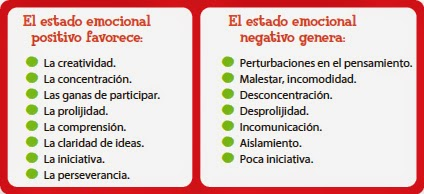 El estado emocional
positivo favorece:
La creatividad.
La concentración.
Las ganas de participar.
La prolijidad.
La comprensión.
La claridad de ideas.
La iniciativa.
La perseverancia.
El estado emocional
negativo genera:
Perturbaciones en el pensamiento.
Malestar, incomodidad.
Desconcentración.
Desprolijidad.
Incomunicación.
Aislamiento.
Poca iniciativa.